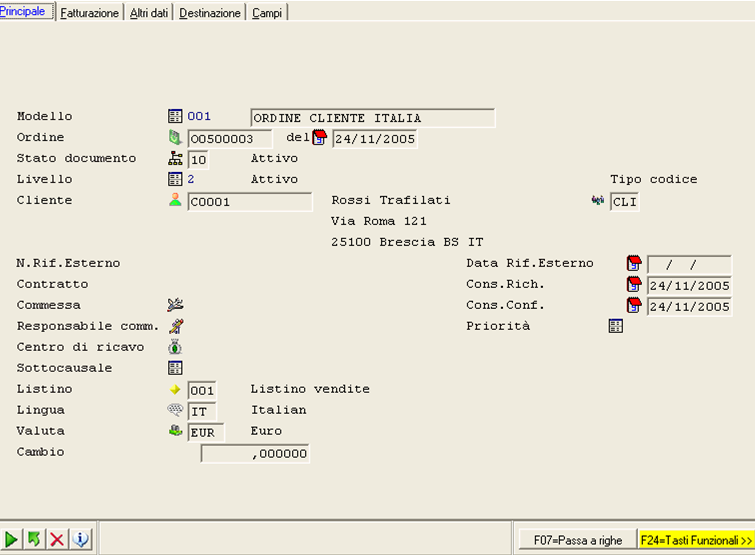 Principale Fatturazione Altri dati Destinazione Campi
Modello 001 ORDINE CLIENTE ITALIA
Ordine O0500003 del 24/11/2005
Stato documento 10 Attivo
Livello 2 Attivo
Tipo codice
Cliente C0001 Rossi Trafilati CLI
Via Roma 121
25100 Brescia BS IT
N.Rif.Esterno Data Rif.Esterno / /
Contratto Cons.Rich. 24/11/2005
Commessa Cons.Conf. 24/11/2005
Responsabile comm. Priorità
Centro di ricavo
Sottocausale
Listino 001 Listino vendite
Lingua IT Italian
Valuta EUR Euro
Cambio ,000000
F07=Passa a righe F24=Tasti Funzionali >>